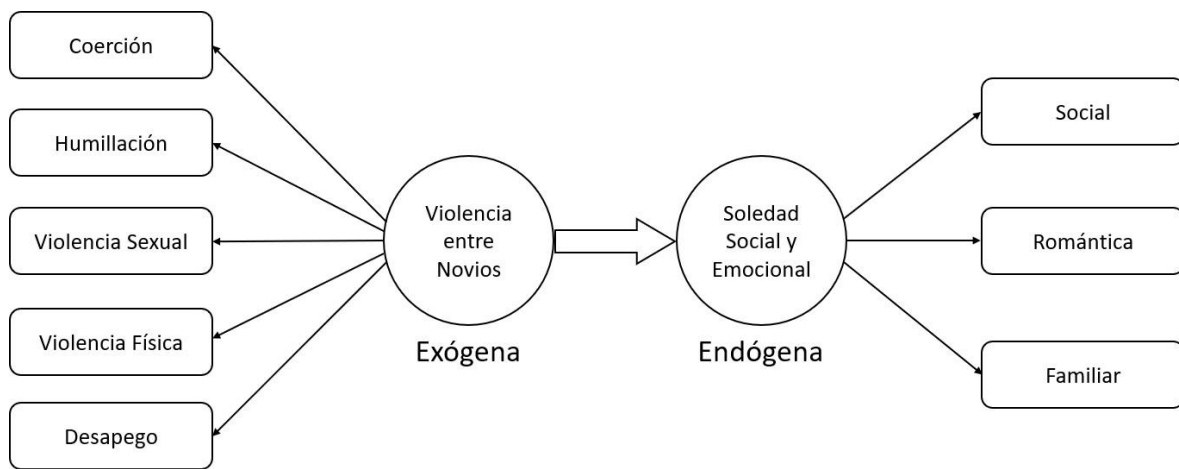 Coerción
Humillación
Violencia Sexual
Violencia Física
Desapego
Violencia
entre
Novios
Exógena
Soledad
Social y
Emocional
Endógena
Social
Romántica
Familiar